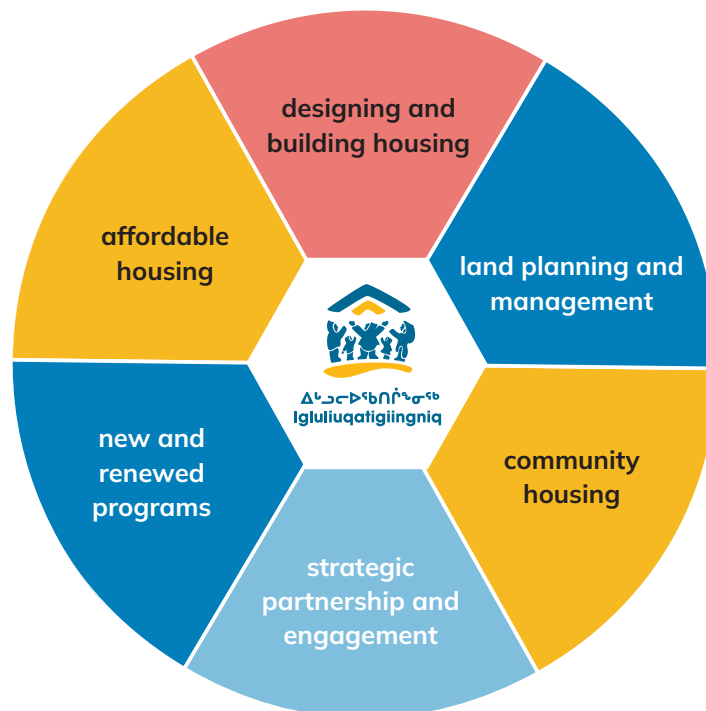 designing and
building housing
land planning and
management
community
housing
strategic
partnership and
engagement
new and
renewed
programs
affordable
housing
ᐃᒡᓗᓕᐅᖃᑎᒌᖕᓂᖅ
Igluliuqatigiingniq